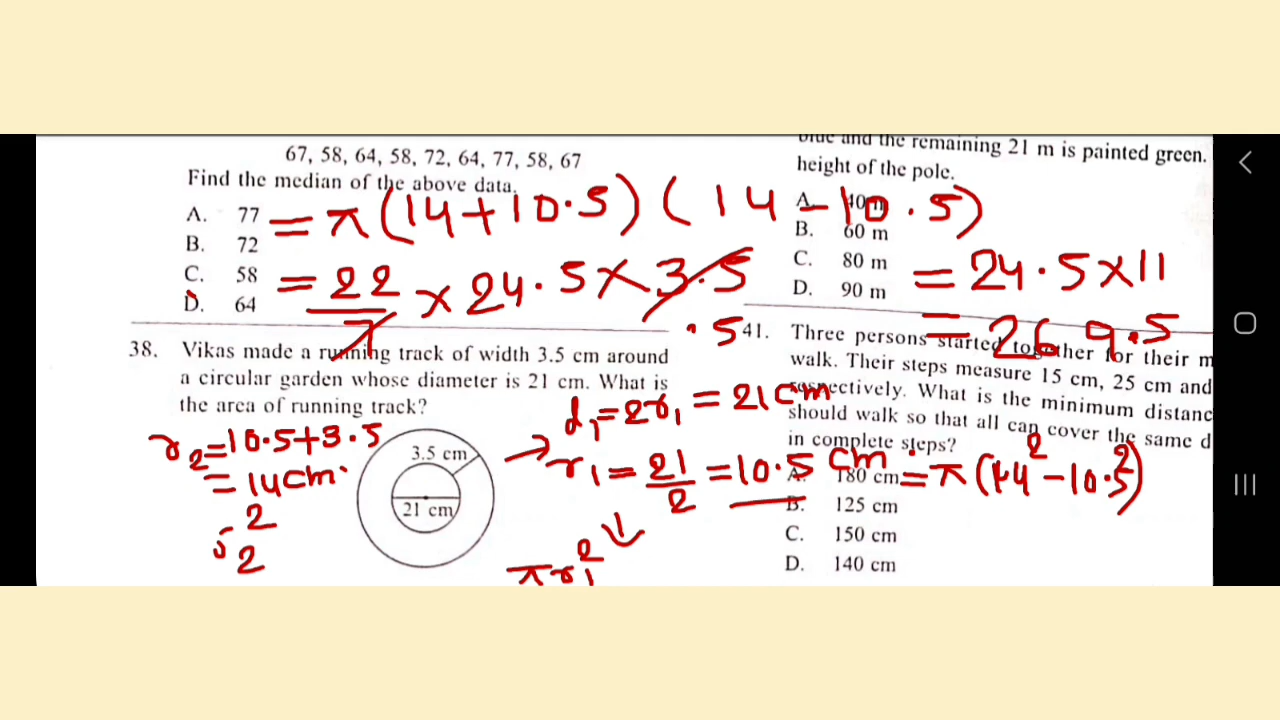 67, 58, 64, 58, 72, 64, 77, 58, 67
Find the median of the above data.
A. 77
B. 72
C. 58
D. 64
= π(14+10.5)(14-10.5)
= 22/7 × 24.5 × 3.5
.5
= 24.5×11
= 269.5
38. Vikas made a running track of width 3.5 cm around
a circular garden whose diameter is 21 cm. What is
the area of running track?
r2=10.5+3.5
= 14cm.
2
2
3.5 cm
21 cm
d1=2r1=21cm
r1=21/2=10.5 cm
πr1²
= π(14²-10.5²)
blue and the remaining 21 m is painted green.
height of the pole.
A. 40 m
B. 60 m
C. 80 m
D. 90 m
41. Three persons started together for their m
walk. Their steps measure 15 cm, 25 cm and
respectively. What is the minimum distanc
should walk so that all can cover the same d
in complete steps?
A. 180 cm
B. 125 cm
C. 150 cm
D. 140 cm